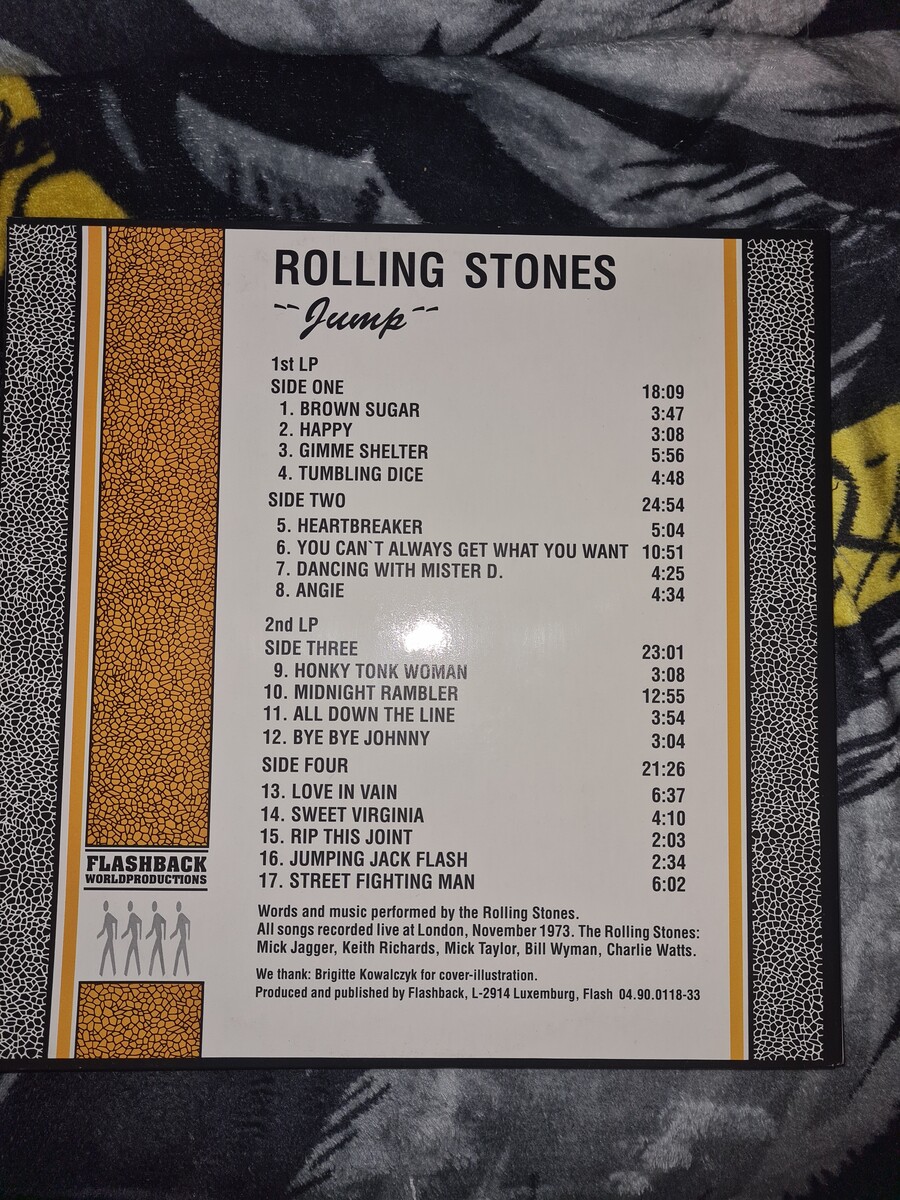 ROLLING STONES
"Jump"
1st LP
SIDE ONE 18:09
1. BROWN SUGAR 3:47
2. HAPPY 3:08
3. GIMME SHELTER 5:56
4. TUMBLING DICE 4:48
SIDE TWO 24:54
5. HEARTBREAKER 5:04
6. YOU CAN`T ALWAYS GET WHAT YOU WANT 10:51
7. DANCING WITH MISTER D. 4:25
8. ANGIE 4:34
2nd LP
SIDE THREE 23:01
9. HONKY TONK WOMAN 3:08
10. MIDNIGHT RAMBLER 12:55
11. ALL DOWN THE LINE 3:54
12. BYE BYE JOHNNY 3:04
SIDE FOUR 21:26
13. LOVE IN VAIN 6:37
14. SWEET VIRGINIA 4:10
15. RIP THIS JOINT 2:03
16. JUMPING JACK FLASH 2:34
17. STREET FIGHTING MAN 6:02
FLASHBACK
WORLDPRODUCTIONS
Words and music performed by the Rolling Stones.
All songs recorded live at London, November 1973. The Rolling Stones:
Mick Jagger, Keith Richards, Mick Taylor, Bill Wyman, Charlie Watts.
We thank: Brigitte Kowalczyk for cover-illustration.
Produced and published by Flashback, L-2914 Luxemburg, Flash 04.90.0118-33